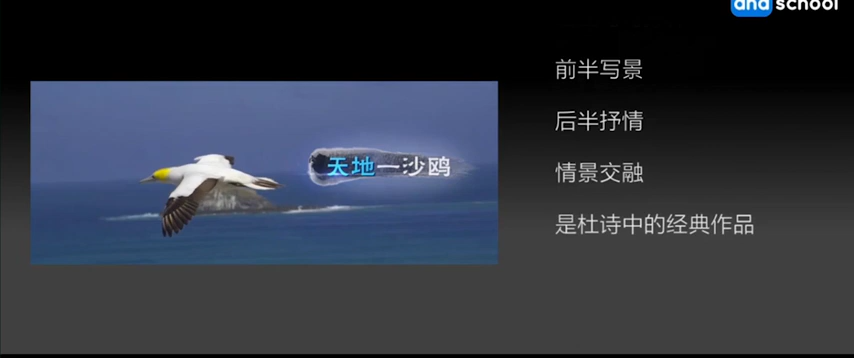 and school
天地一沙鸥
前半写景
后半抒情
情景交融
是杜诗中的经典作品